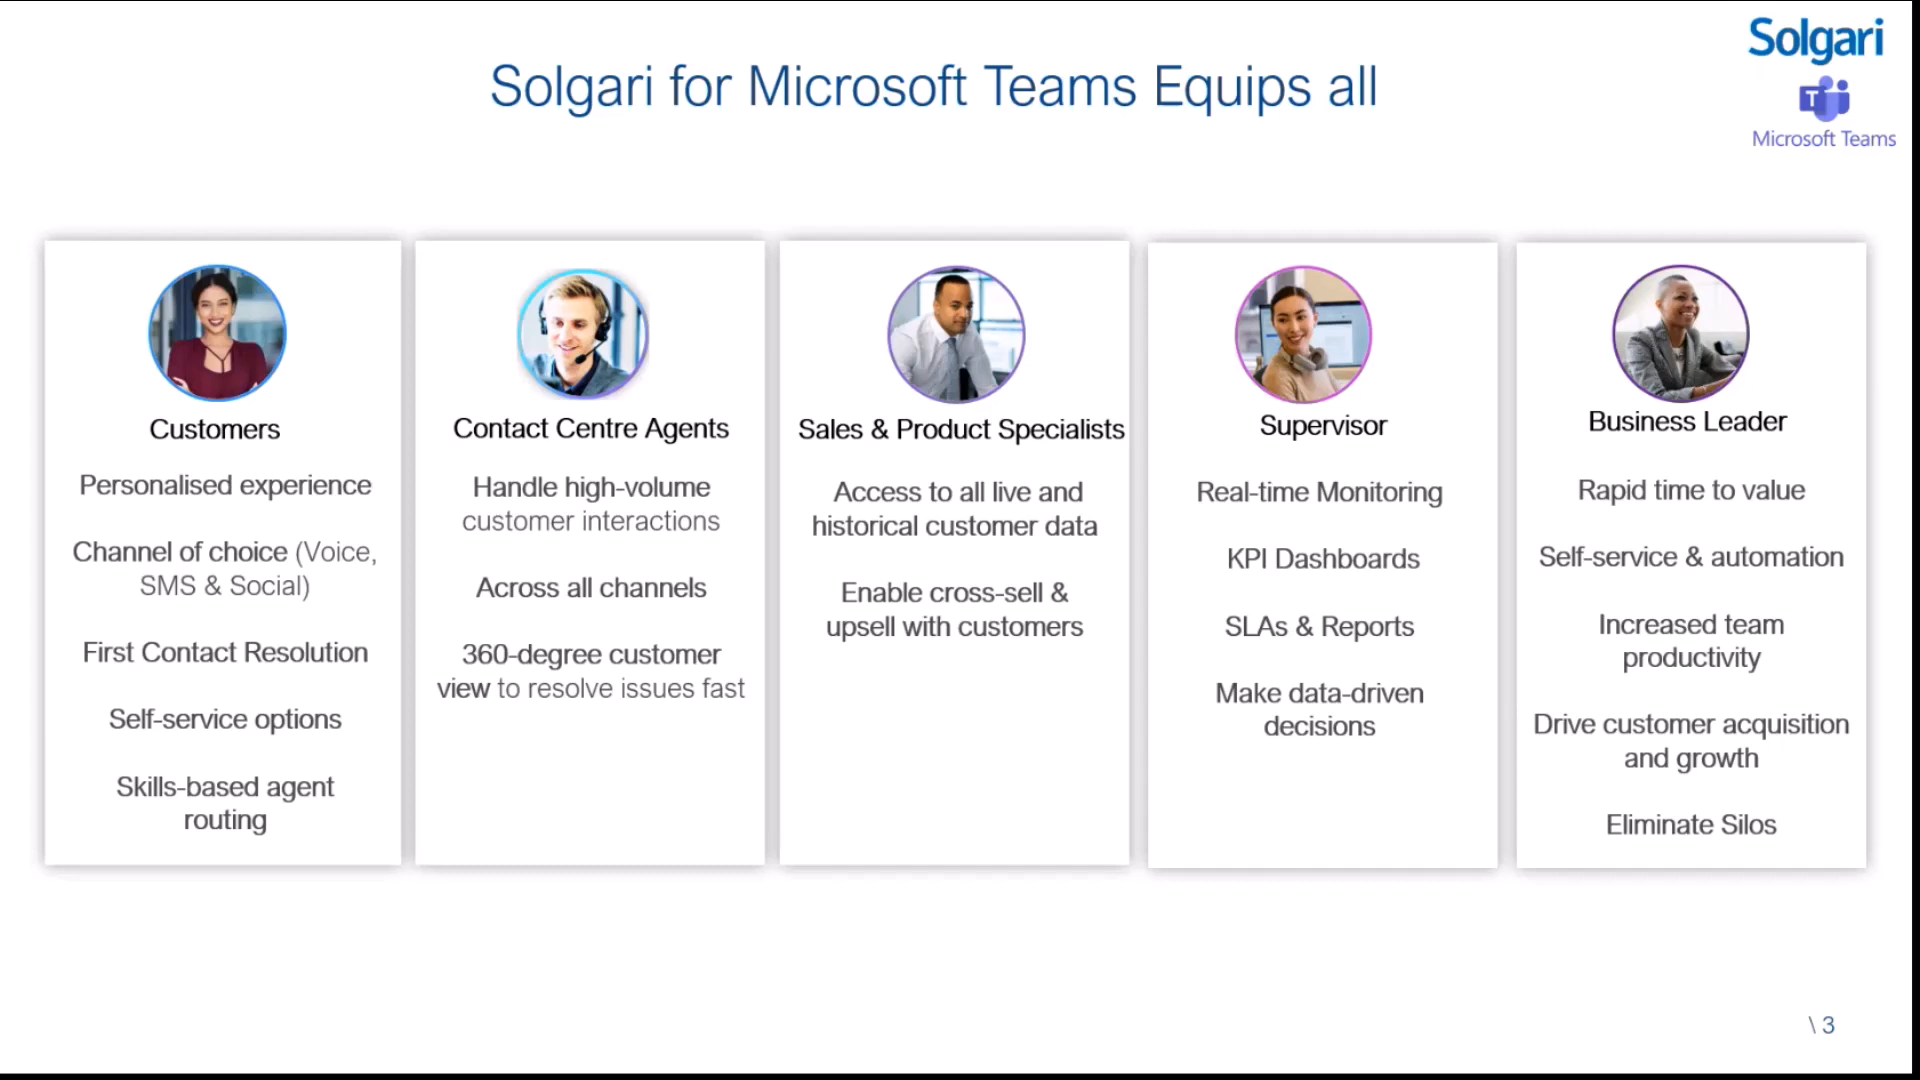 Solgari
Solgari for Microsoft Teams Equips all
T
Microsoft Teams
Customers
Personalised experience
Channel of choice (Voice,
SMS & Social)
First Contact Resolution
Self-service options
Skills-based agent
routing
Contact Centre Agents
Handle high-volume
customer interactions
Across all channels
360-degree customer
view to resolve issues fast
Sales & Product Specialists
Access to all live and
historical customer data
Enable cross-sell &
upsell with customers
Supervisor
Real-time Monitoring
KPI Dashboards
SLAs & Reports
Make data-driven
decisions
Business Leader
Rapid time to value
Self-service & automation
Increased team
productivity
Drive customer acquisition
and growth
Eliminate Silos
\ 3